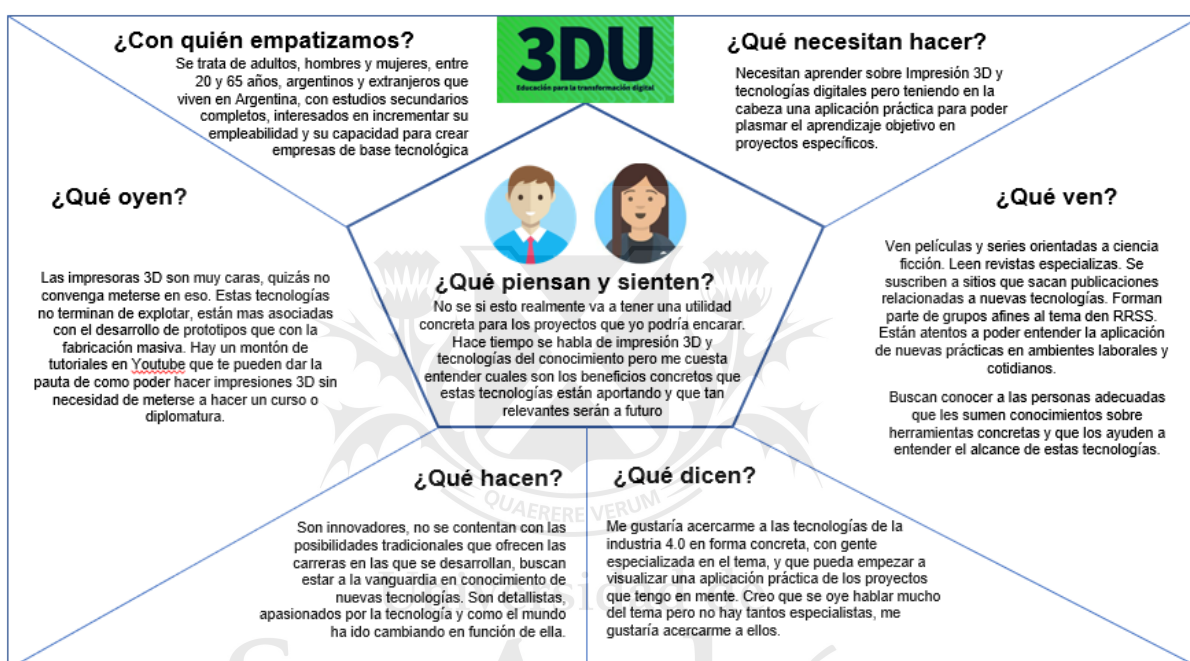 ¿Con quién empatizamos?
Se trata de adultos, hombres y mujeres, entre
20 y 65 años, argentinos y extranjeros que
viven en Argentina, con estudios secundarios
completos, interesados en incrementar su
empleabilidad y su capacidad para crear
empresas de base tecnológica
3DU
Educación para la transformación digital
¿Qué necesitan hacer?
Necesitan aprender sobre Impresión 3D y
tecnologías digitales pero teniendo en la
cabeza una aplicación práctica para poder
plasmar el aprendizaje objetivo en
proyectos específicos.
¿Qué oyen?
Las impresoras 3D son muy caras, quizás no
convenga meterse en eso. Estas tecnologías
no terminan de explotar, están mas asociadas
con el desarrollo de prototipos que con la
fabricación masiva. Hay un montón de
tutoriales en Youtube que te pueden dar la
pauta de como poder hacer impresiones 3D sin
necesidad de meterse a hacer un curso o
diplomatura.
¿Qué piensan y sienten?
No se si esto realmente va a tener una utilidad
concreta para los proyectos que yo podría encarar.
Hace tiempo se habla de impresión 3D y
tecnologías del conocimiento pero me cuesta
entender cuales son los beneficios concretos que
estas tecnologías están aportando y que tan
relevantes serán a futuro
¿Qué ven?
Ven películas y series orientadas a ciencia
ficción. Leen revistas especializas. Se
suscriben a sitios que sacan publicaciones
relacionadas a nuevas tecnologías. Forman
parte de grupos afines al tema den RRSS.
Están atentos a poder entender la aplicación
de nuevas prácticas en ambientes laborales y
cotidianos.
Buscan conocer a las personas adecuadas
que les sumen conocimientos sobre
herramientas concretas y que los ayuden a
entender el alcance de estas tecnologías.
¿Qué hacen?
Son innovadores, no se contentan con las
posibilidades tradicionales que ofrecen las
carreras en las que se desarrollan, buscan
estar a la vanguardia en conocimiento de
nuevas tecnologías. Son detallistas,
apasionados por la tecnología y como el mundo
ha ido cambiando en función de ella.
¿Qué dicen?
Me gustaría acercarme a las tecnologías de la
industria 4.0 en forma concreta, con gente
especializada en el tema, y que pueda empezar a
visualizar una aplicación práctica de los proyectos
que tengo en mente. Creo que se oye hablar mucho
del tema pero no hay tantos especialistas, me
gustaría acercarme a ellos.
QUAERERE VERUM
Universidad de